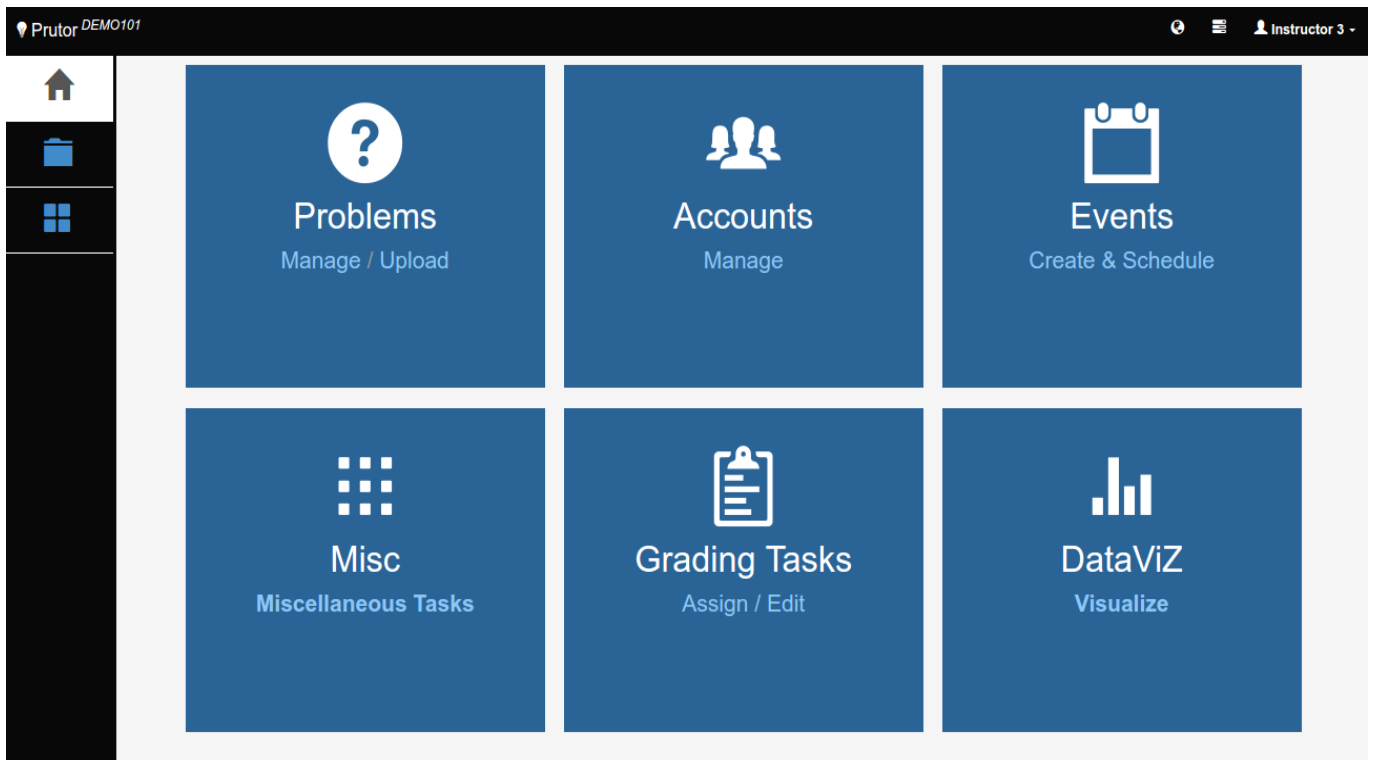 Prutor DEMO101
Instructor 3
Problems
Manage / Upload
Accounts
Manage
Events
Create & Schedule
Misc
Miscellaneous Tasks
Grading Tasks
Assign / Edit
DataViZ
Visualize